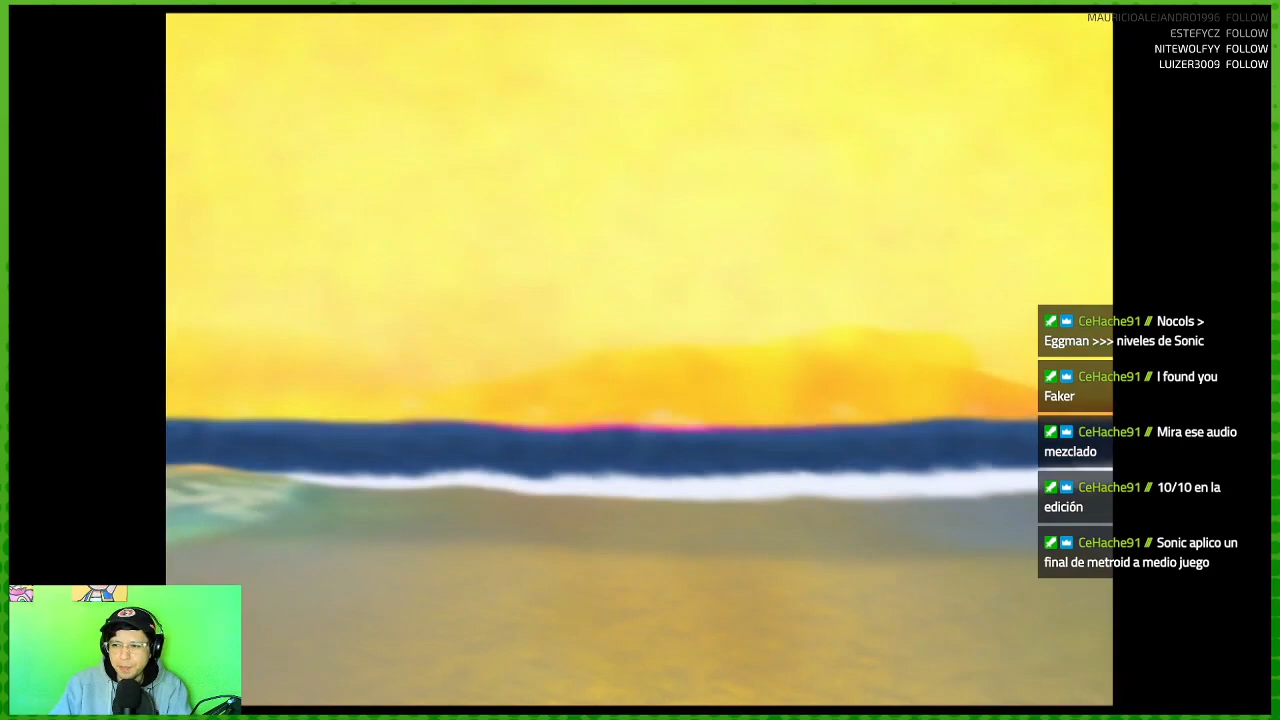 MAURICIOALEJANDRO1996 FOLLOW
ESTEFYCZ FOLLOW
NITEWOLFYY FOLLOW
LUIZER3009 FOLLOW
CeHache91 // Nocols >
Eggman >>> niveles de Sonic
CeHache91 // I found you
Faker
CeHache91 // Mira ese audio
mezclado
CeHache91 // 10/10 en la
edición
CeHache91 // Sonic aplico un
final de metroid a medio juego